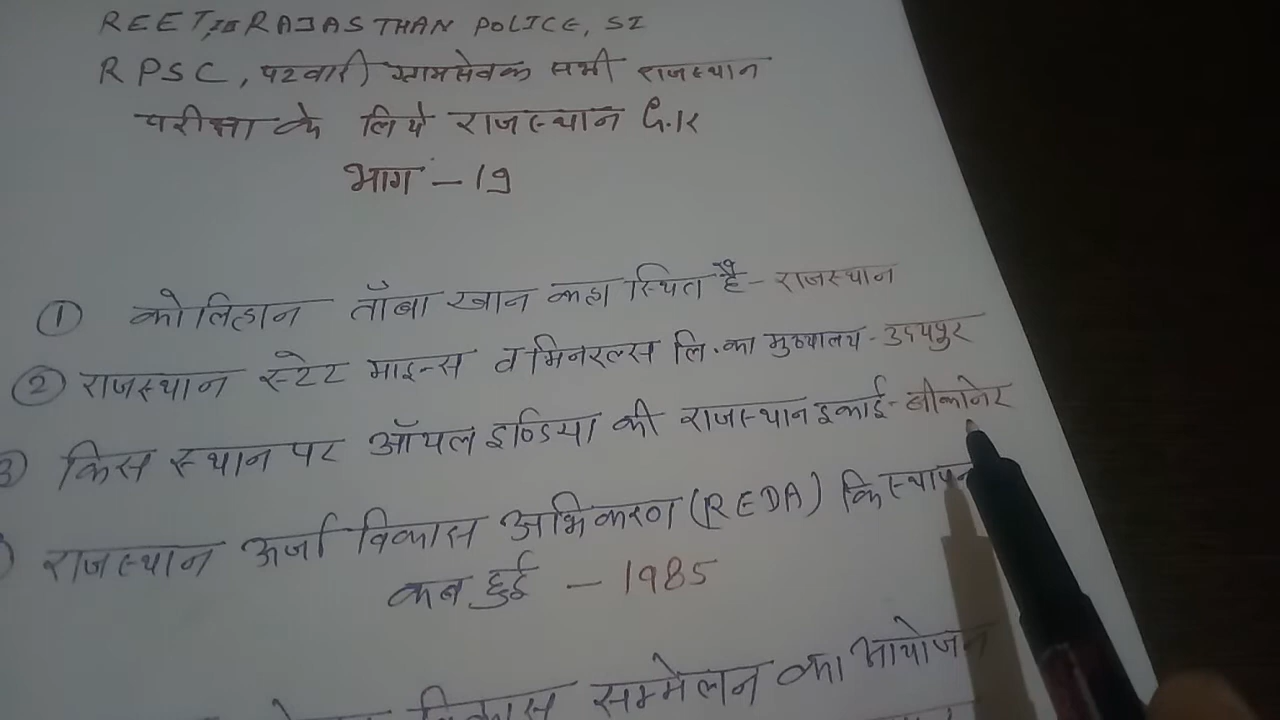 REET, RAJASTHAN POLICE, SI
RPSC, पटवारी ग्रामसेवक सभी राजस्थान
परीक्षा के लिये राजस्थान G.K
भाग - 19
① कोलिहान ताँबा खान कहा स्थित है - राजस्थान
② राजस्थान स्टेट माइन्स व मिनरल्स लि. का मुख्यालय - उदयपुर
③ किस स्थान पर ऑयल इण्डिया की राजस्थान इकाई - बीकानेर
राजस्थान ऊर्जा विकास अभिकरण (REDA) कि स्थापन
कब हुई - 1985
विकास सम्मेलन का आयोजन